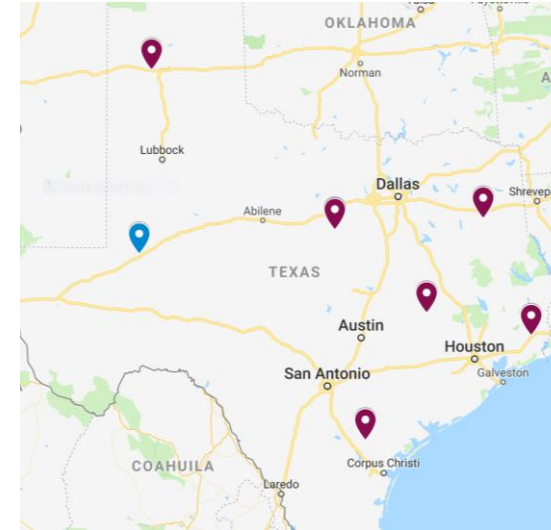 OKLAHOMA
Norman
Lubbock
Dallas
Shrevep
Abilene
TEXAS
Austin
Houston
San Antonio
Galveston
COAHUILA
Corpus Christi
Laredo